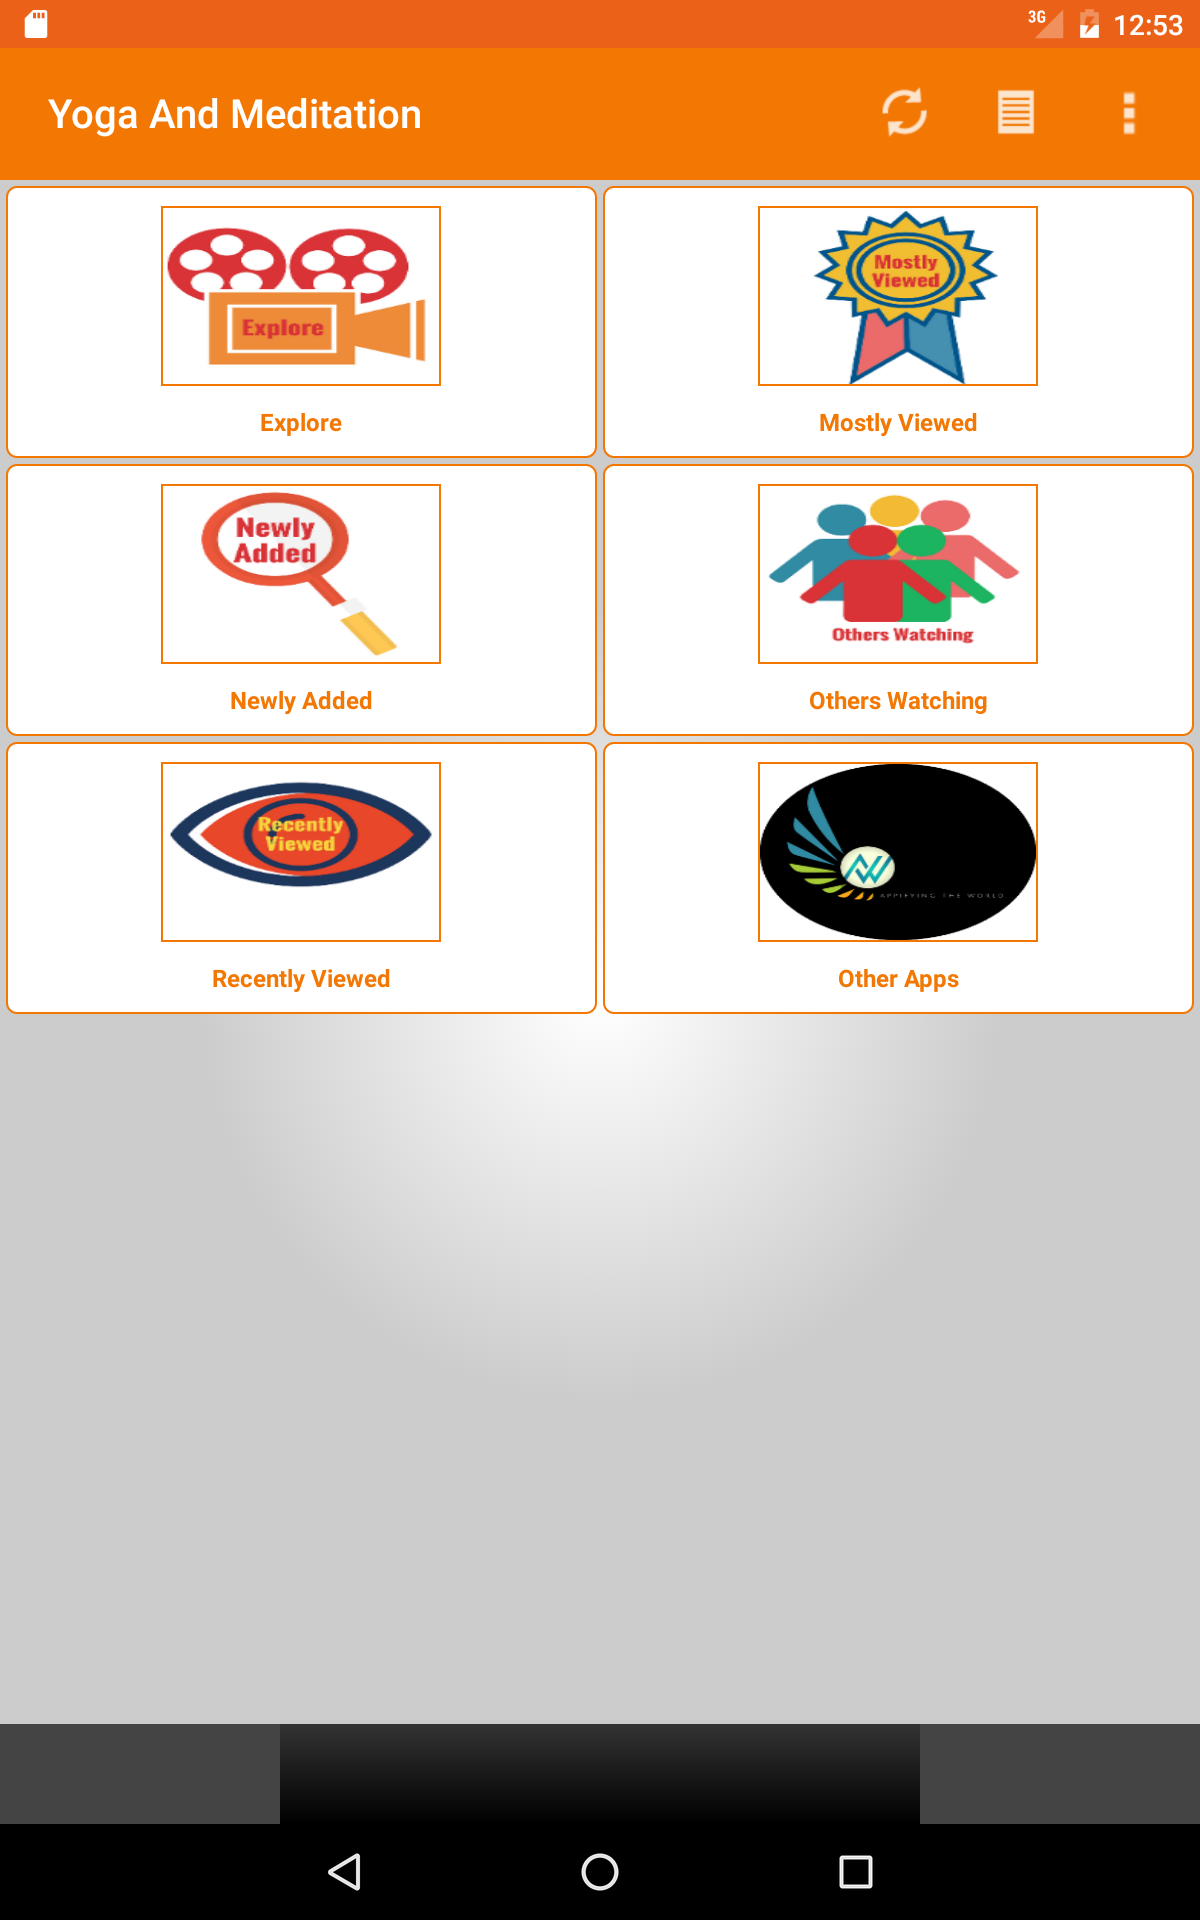 3G 12:53
Yoga And Meditation
Explore
Explore
Mostly
Viewed
Mostly Viewed
Newly
Added
Newly Added
Others Watching
Others Watching
Recently
Viewed
Recently Viewed
APPIFYING THE WORLD
Other Apps